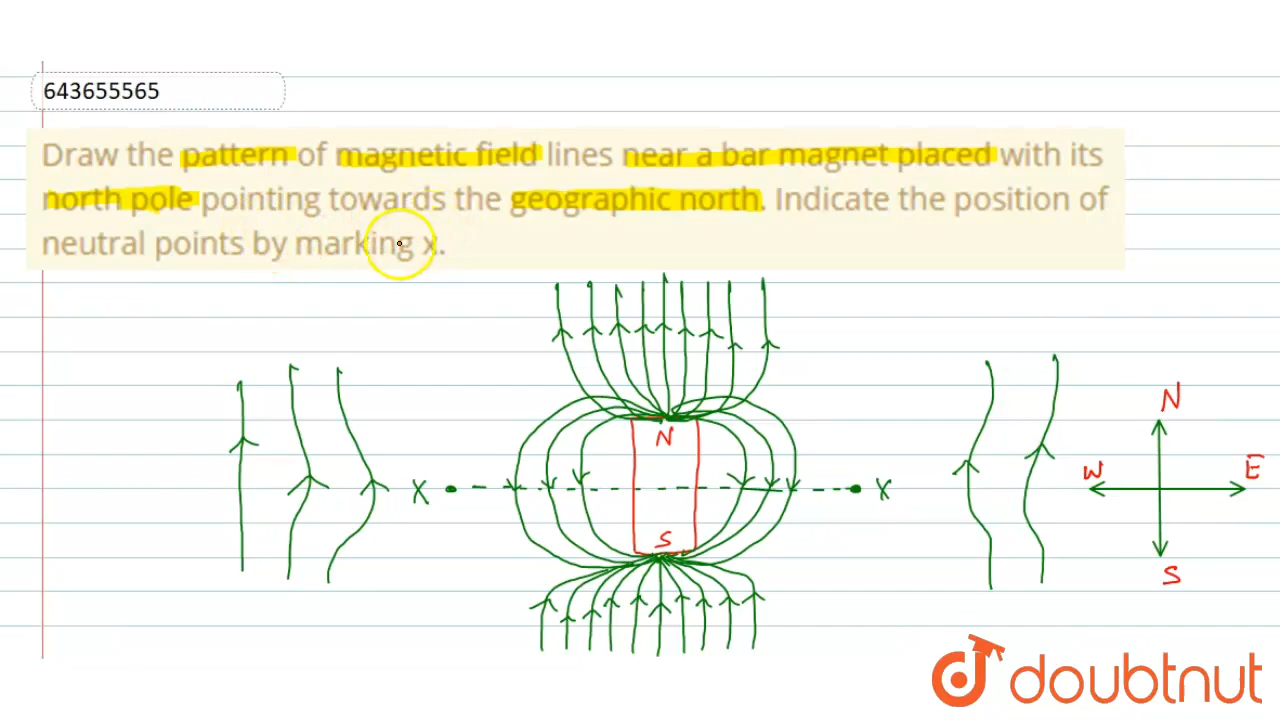 643655565
Draw the pattern of magnetic field lines near a bar magnet placed with its
north pole pointing towards the geographic north. Indicate the position of
neutral points by marking x.
N
N
W E
X X
S
S
doubtnut